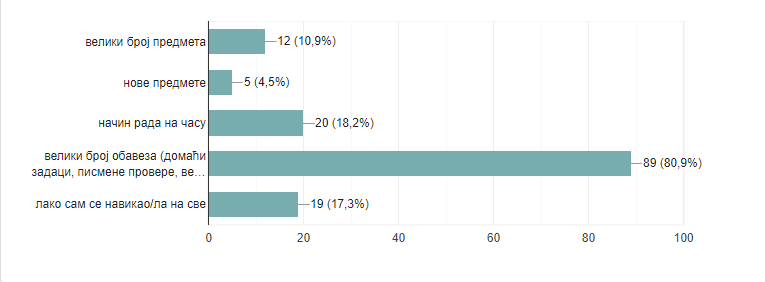 велики број предмета
12 (10,9%)
нове предмете
5 (4,5%)
начин рада на часу
20 (18,2%)
велики број обавеза (домаћи
задаци, писмене провере, ве…
89 (80,9%)
лако сам се навикао/ла на све
19 (17,3%)
0 20 40 60 80 100